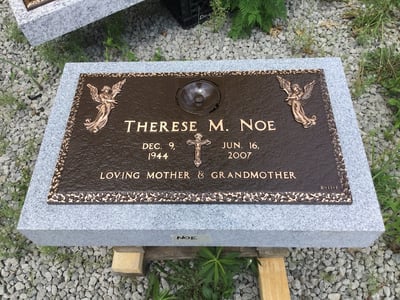 THERESE M. NOE
DEC. 9, JUN. 16,
1944 2007
LOVING MOTHER & GRANDMOTHER
NOE